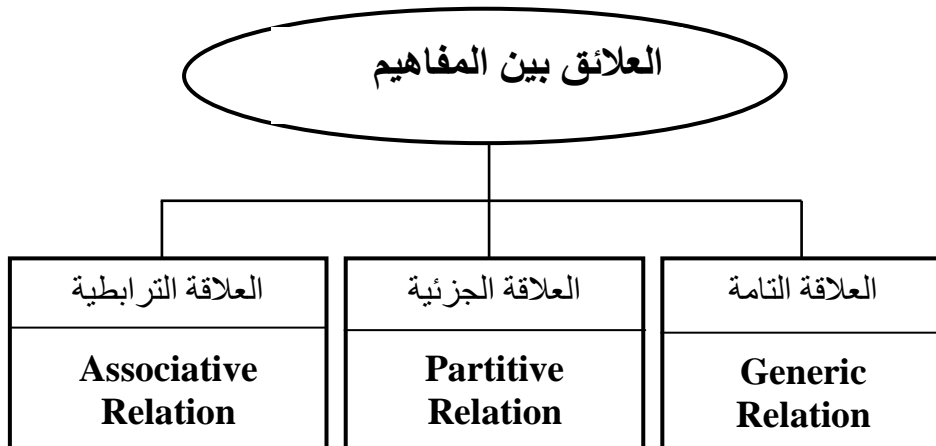 العلائق بين المفاهيم
العلاقة التامة
Generic
Relation
العلاقة الجزئية
Partitive
Relation
العلاقة الترابطية
Associative
Relation